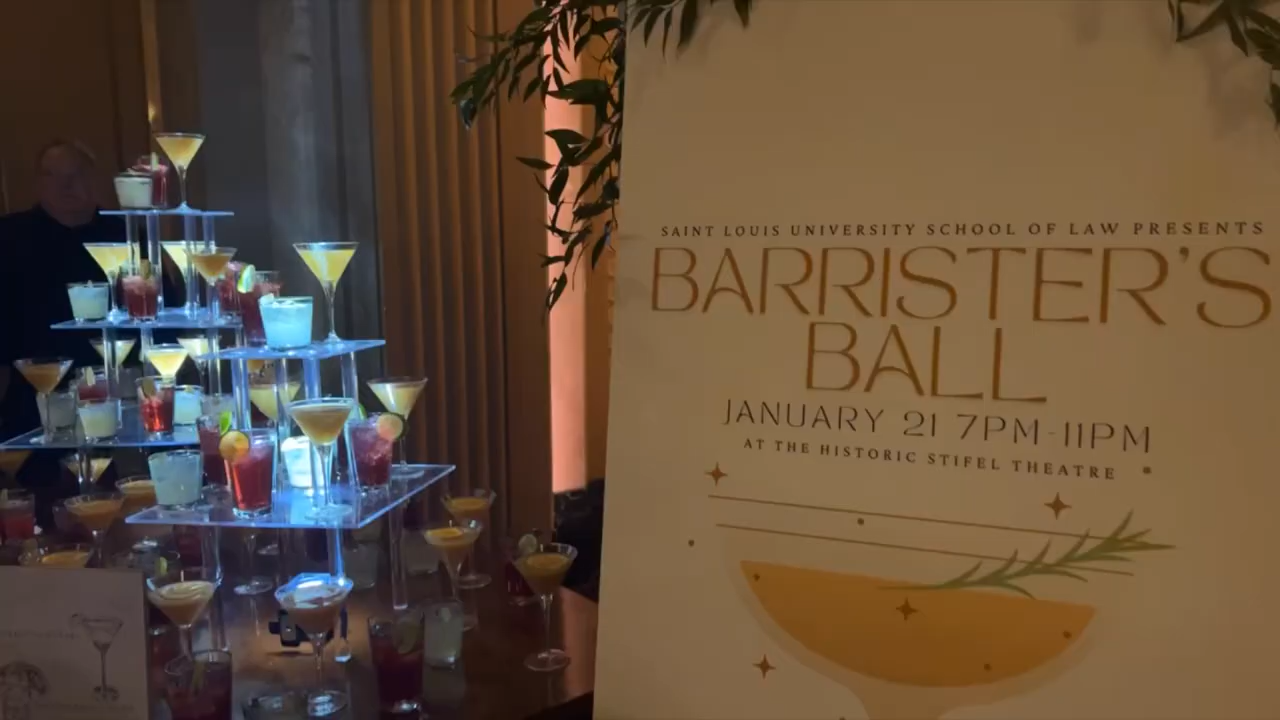 SAINT LOUIS UNIVERSITY SCHOOL OF LAW PRESENTS
BARRISTER'S
BALL
JANUARY 21 7PM-11PM
AT THE HISTORIC STIFEL THEATRE